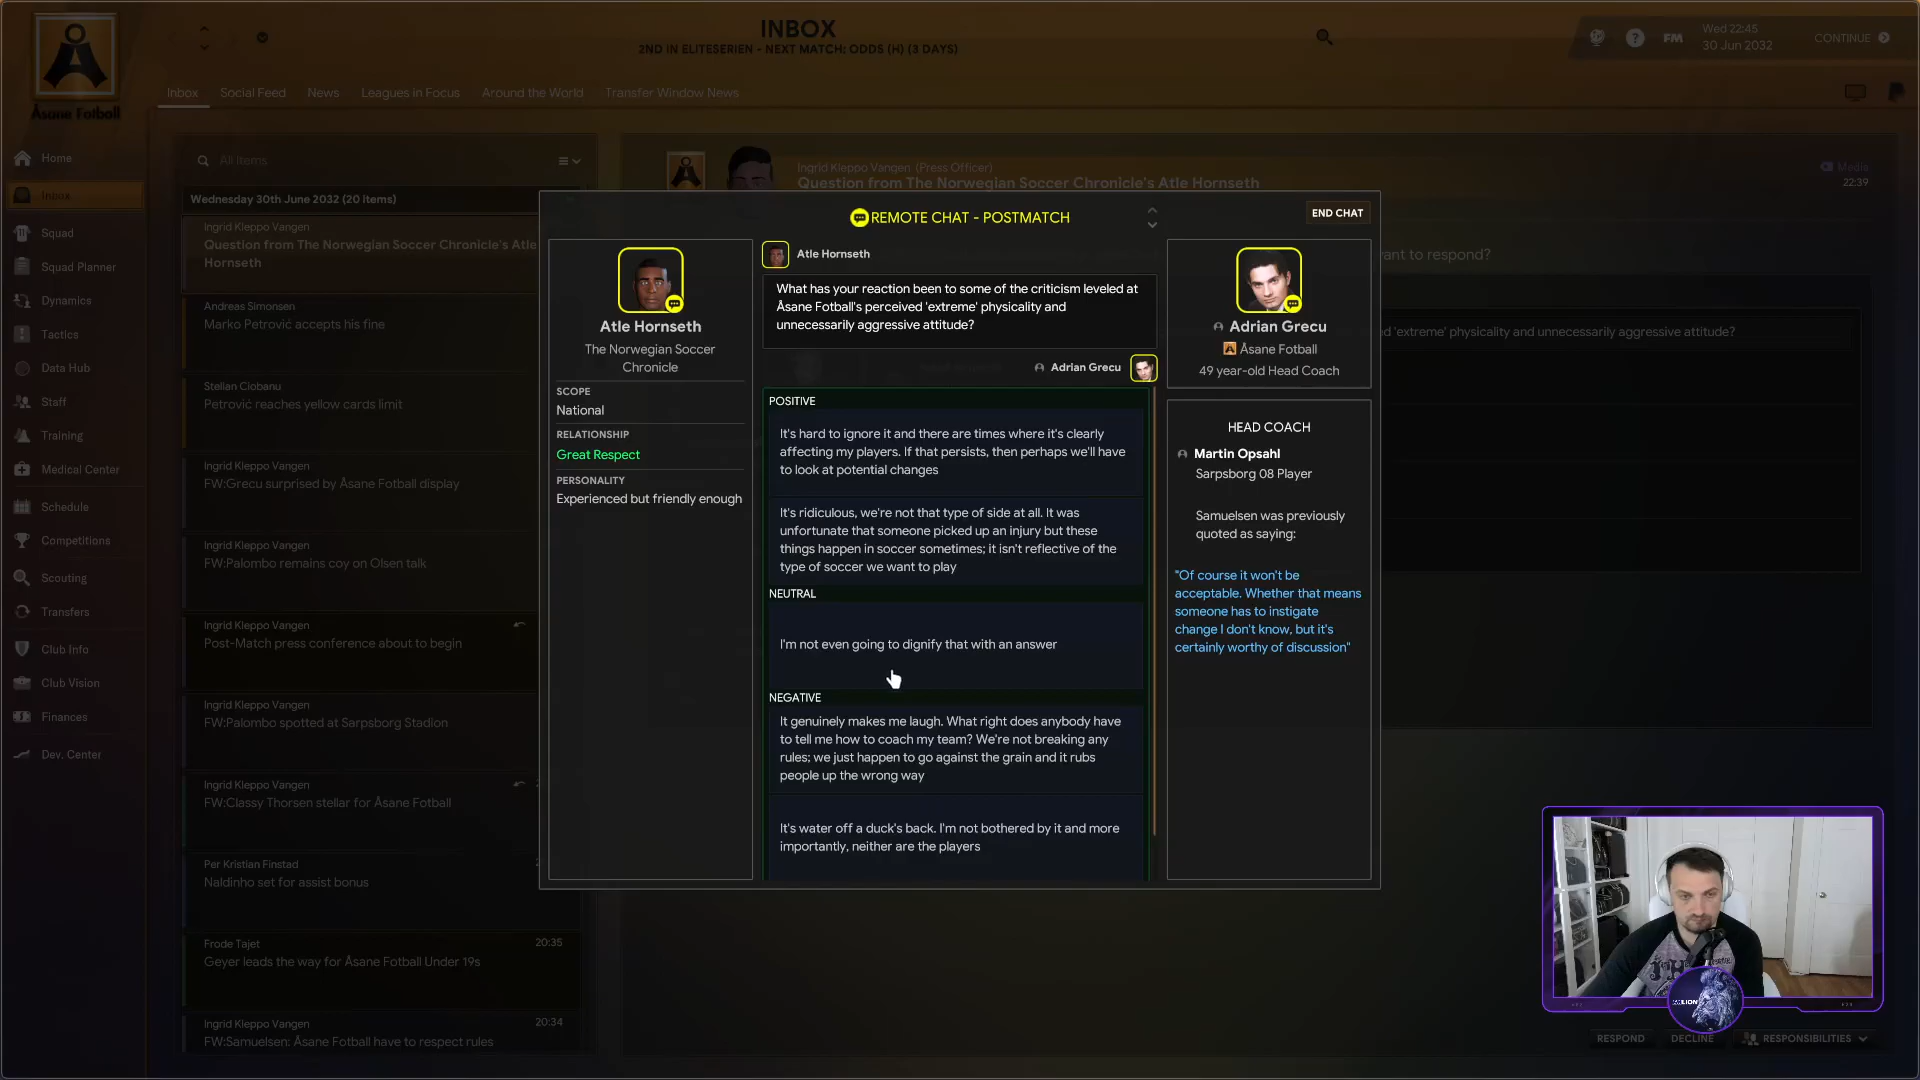 INBOX
2ND IN ELITESERIEN - NEXT MATCH: ODDS (H) (3 DAYS)
FM
Wed 22:45
30 Jun 2032
CONTINUE
Åsane Fotball
Inbox
Social Feed
News
Leagues in Focus
Around the World
Transfer Window News
Home
Inbox
Squad
Squad Planner
Dynamics
Tactics
Data Hub
Staff
Training
Medical Center
Schedule
Competitions
Scouting
Transfers
Club Info
Club Vision
Finances
Dev. Center
All Items
Wednesday 30th June 2032 (20 Items)
Ingrid Kleppo Vangen
Question from The Norwegian Soccer Chronicle's Atle
Hornseth
Andreas Simonsen
Marko Petrović accepts his fine
Stelian Ciobanu
Petrović reaches yellow cards limit
Ingrid Kleppo Vangen
FW:Grecu surprised by Åsane Fotball display
Ingrid Kleppo Vangen
FW:Palombo remains coy on Olsen talk
Ingrid Kleppo Vangen
Post-Match press conference about to begin
Ingrid Kleppo Vangen
FW:Palombo spotted at Sarpsborg Stadion
Ingrid Kleppo Vangen
FW:Classy Thorsen stellar for Åsane Fotball
Per Kristian Finstad
Naldinho set for assist bonus
Frode Tajet
20:35
Geyer leads the way for Åsane Fotball Under 19s
Ingrid Kleppo Vangen
20:34
FW:Samuelsen: Åsane Fotball have to respect rules
Ingrid Kleppo Vangen (Press Officer)
Question from The Norwegian Soccer Chronicle's Atle Hornseth
Media
22:39
ant to respond?
d 'extreme' physicality and unnecessarily aggressive attitude?
REMOTE CHAT - POSTMATCH
END CHAT
Atle Hornseth
The Norwegian Soccer
Chronicle
SCOPE
National
RELATIONSHIP
Great Respect
PERSONALITY
Experienced but friendly enough
Atle Hornseth
What has your reaction been to some of the criticism leveled at
Åsane Fotball's perceived 'extreme' physicality and
unnecessarily aggressive attitude?
Adrian Grecu
POSITIVE
It's hard to ignore it and there are times where it's clearly
affecting my players. If that persists, then perhaps we'll have
to look at potential changes
It's ridiculous, we're not that type of side at all. It was
unfortunate that someone picked up an injury but these
things happen in soccer sometimes; it isn't reflective of the
type of soccer we want to play
NEUTRAL
I'm not even going to dignify that with an answer
NEGATIVE
It genuinely makes me laugh. What right does anybody have
to tell me how to coach my team? We're not breaking any
rules; we just happen to go against the grain and it rubs
people up the wrong way
It's water off a duck's back. I'm not bothered by it and more
importantly, neither are the players
Adrian Grecu
Åsane Fotball
49 year-old Head Coach
HEAD COACH
Martin Opsahl
Sarpsborg 08 Player
Samuelsen was previously
quoted as saying:
"Of course it won't be
acceptable. Whether that means
someone has to instigate
change I don't know, but it's
certainly worthy of discussion"
RESPOND
DECLINE
RESPONSIBILITIES